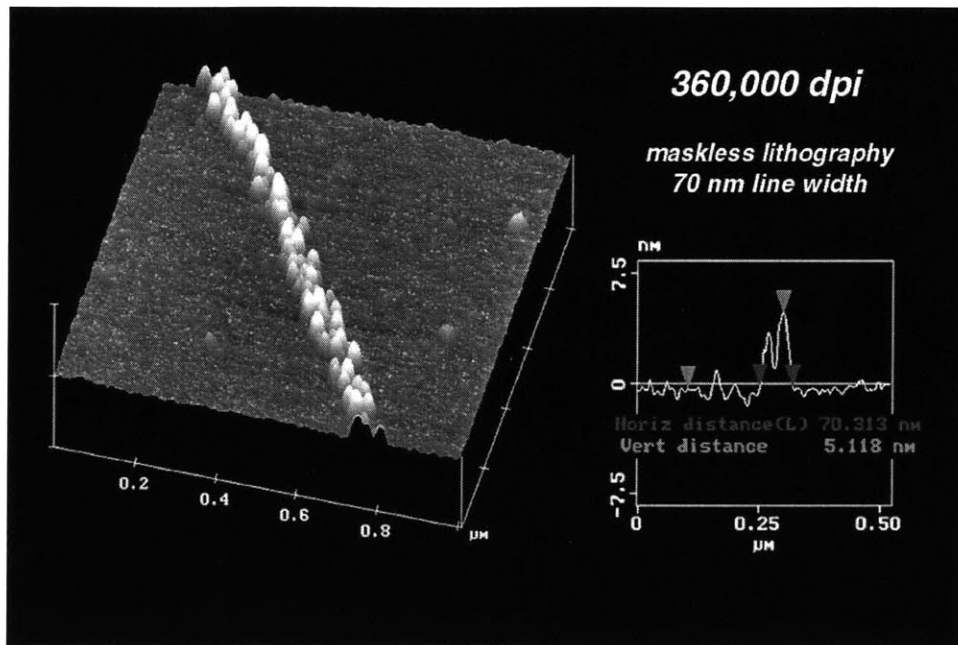 360,000 dpi
maskless lithography
70 nm line width
nm
7.5
0
Horiz distance(L) 70.313 nm
Vert distance 5.118 nm
-7.5
0 0.25 0.50
µm
0.2 0.4 0.6 0.8 µm